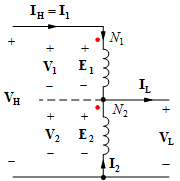 I_H = I_1
+ + + N_1
V_1 E_1
− −
V_H N_2 I_L
+ + +
V_2 E_2 V_L
− − − I_2 −